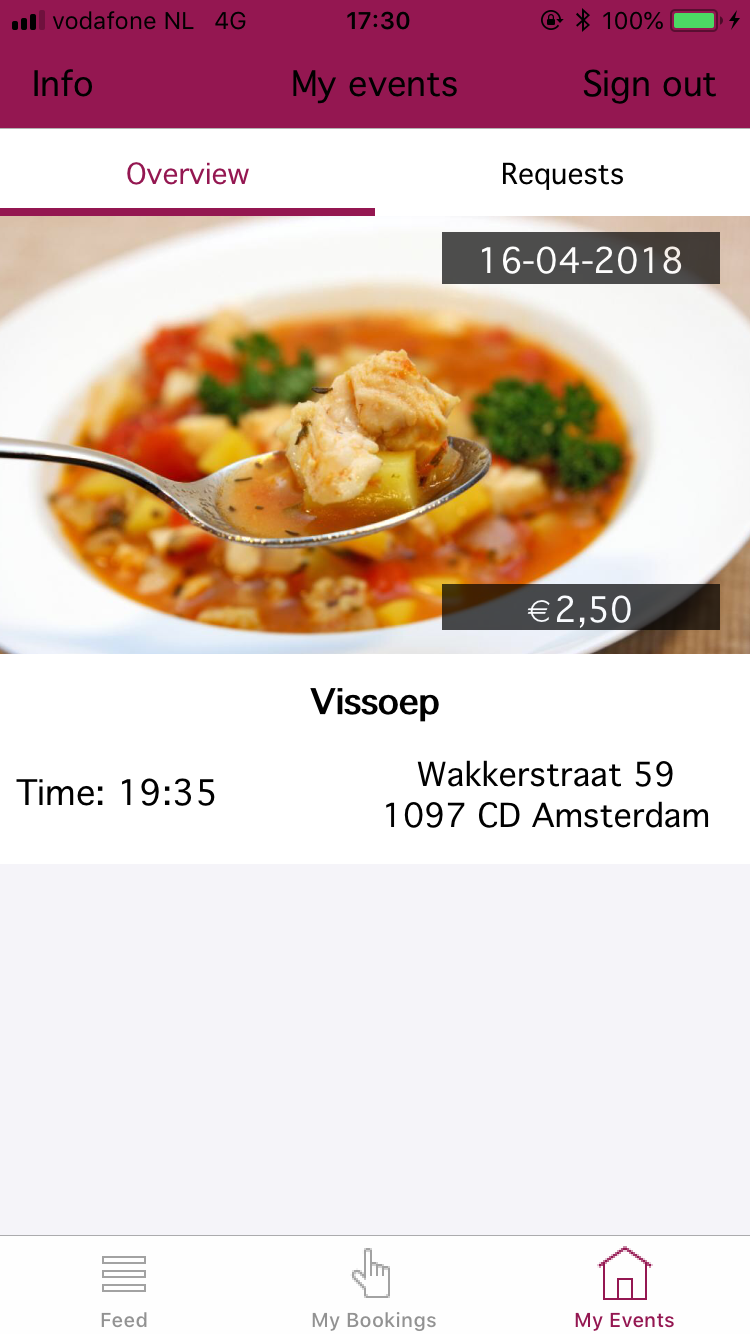 vodafone NL 4G 17:30 100%
Info My events Sign out
Overview Requests
16-04-2018
€2,50
Vissoep
Time: 19:35
Wakkerstraat 59
1097 CD Amsterdam
Feed My Bookings My Events